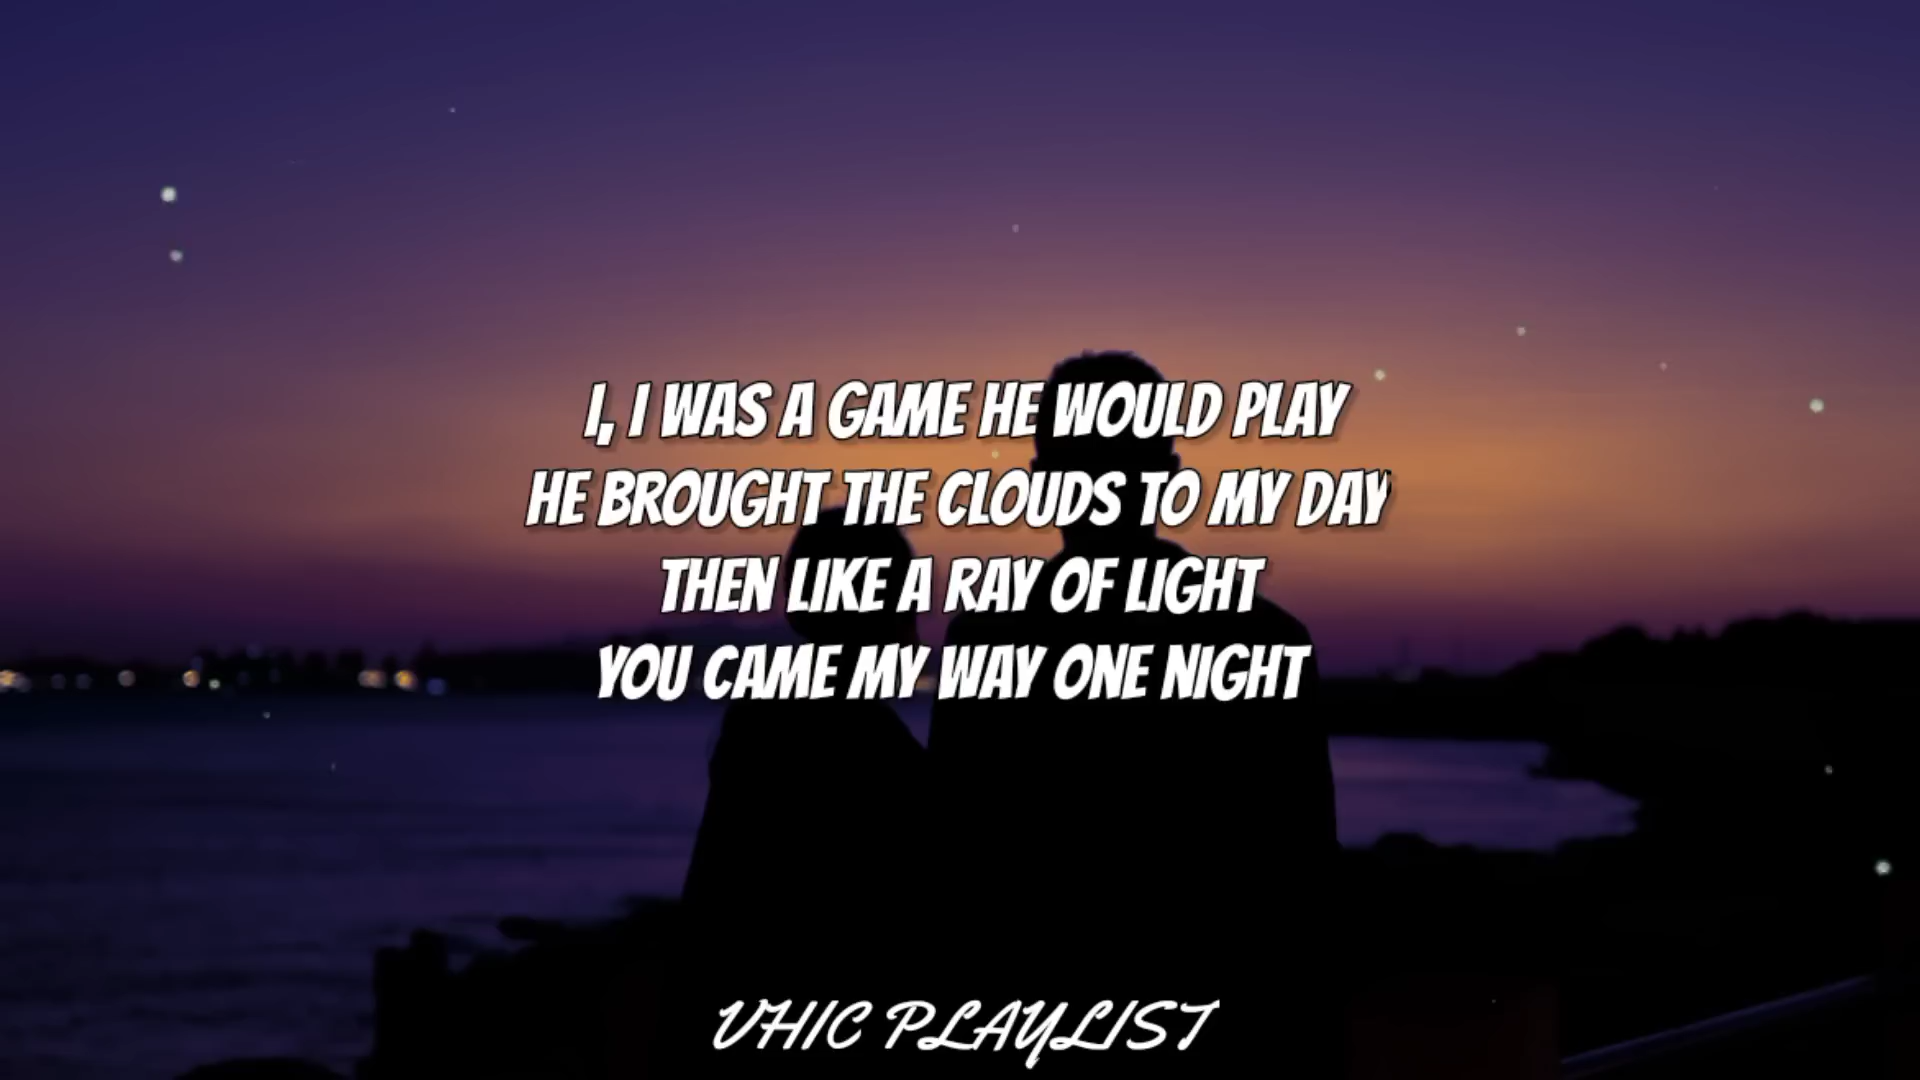 I, I WAS A GAME HE WOULD PLAY
HE BROUGHT THE CLOUDS TO MY DAY
THEN LIKE A RAY OF LIGHT
YOU CAME MY WAY ONE NIGHT
VHIC PLAYLIST